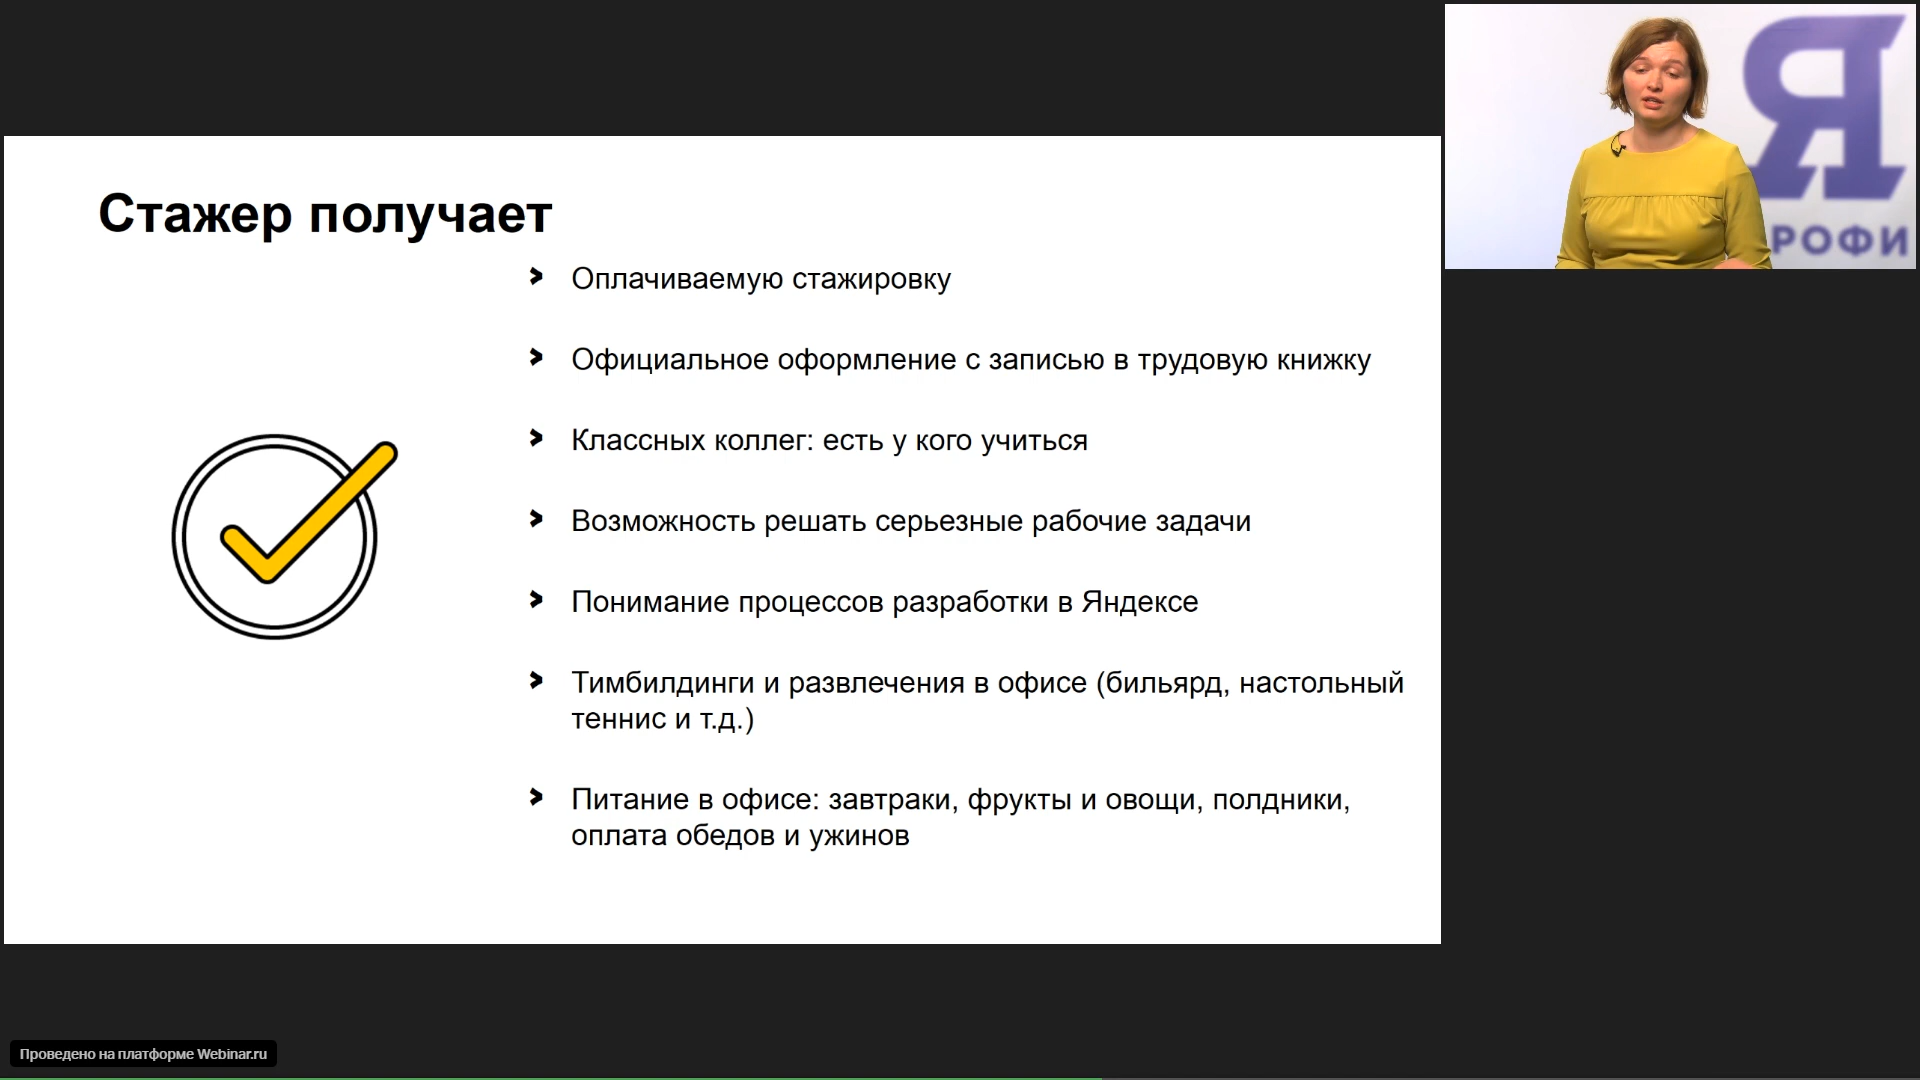 Стажер получает
Оплачиваемую стажировку
Официальное оформление с записью в трудовую книжку
Классных коллег: есть у кого учиться
Возможность решать серьезные рабочие задачи
Понимание процессов разработки в Яндексе
Тимбилдинги и развлечения в офисе (бильярд, настольный
теннис и т.д.)
Питание в офисе: завтраки, фрукты и овощи, полдники,
оплата обедов и ужинов
Я
РОФИ
Проведено на платформе Webinar.ru